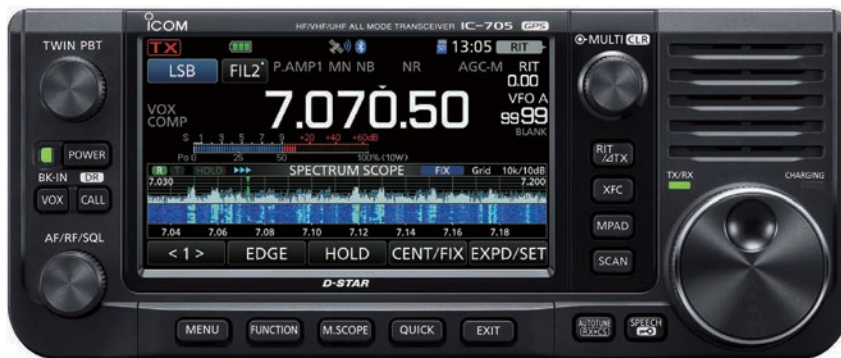 ICOM
HF/VHF/UHF ALL MODE TRANSCEIVER IC-705 GPS
TWIN PBT
TX 13:05 RIT
MULTI CLR
LSB FIL2 P.AMP1 MN NB NR AGC-M RIT
0.00
VOX
COMP
7.070.50
VFO A
9999
BLANK
S 1 3 5 7 9 +20 +40 +60dB
Po 0 25 50 100% (10W)
POWER
BK-IN DR
VOX CALL
AF/RF/SQL
R T HOLD SPECTRUM SCOPE FIX Grid 10k/10dB
7.030 7.200
7.04 7.06 7.08 7.10 7.12 7.14 7.16 7.18
< 1 > EDGE HOLD CENT/FIX EXPD/SET
D-STAR
MENU FUNCTION M.SCOPE QUICK EXIT
RIT
/⊿TX
XFC
MPAD
SCAN
TX/RX CHARGING
AUTOTUNE
RX➔CS
SPEECH